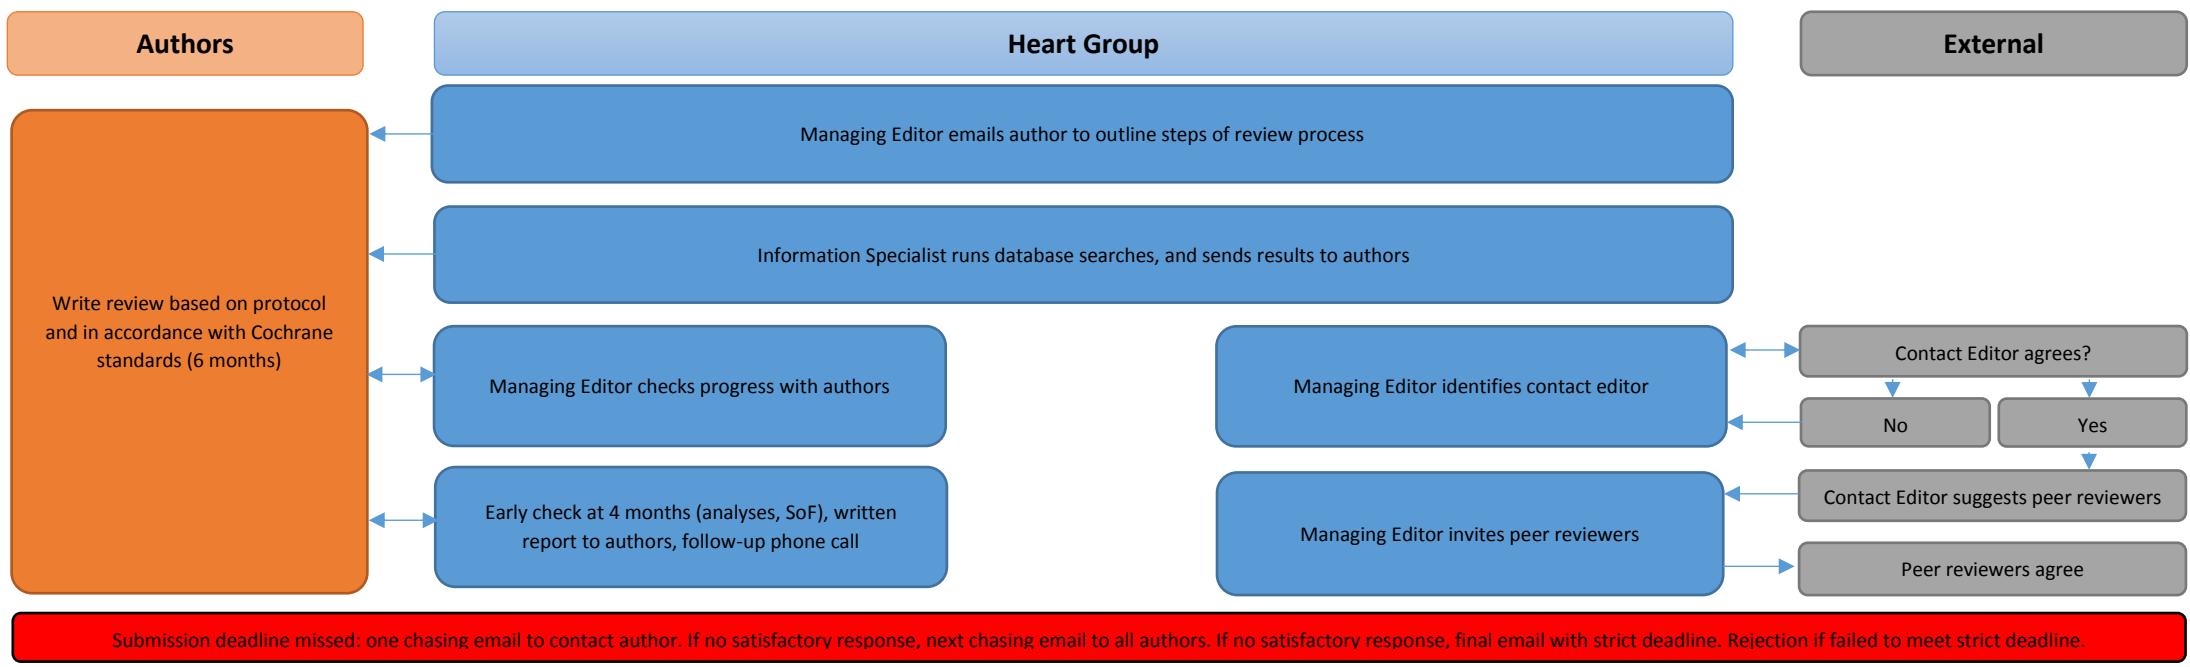 Authors
Heart Group
External
Managing Editor emails author to outline steps of review process
Information Specialist runs database searches, and sends results to authors
Write review based on protocol
and in accordance with Cochrane
standards (6 months)
Managing Editor checks progress with authors
Managing Editor identifies contact editor
Contact Editor agrees?
No
Yes
Early check at 4 months (analyses, SoF), written
report to authors, follow-up phone call
Managing Editor invites peer reviewers
Contact Editor suggests peer reviewers
Peer reviewers agree
Submission deadline missed: one chasing email to contact author. If no satisfactory response, next chasing email to all authors. If no satisfactory response, final email with strict deadline. Rejection if failed to meet strict deadline.